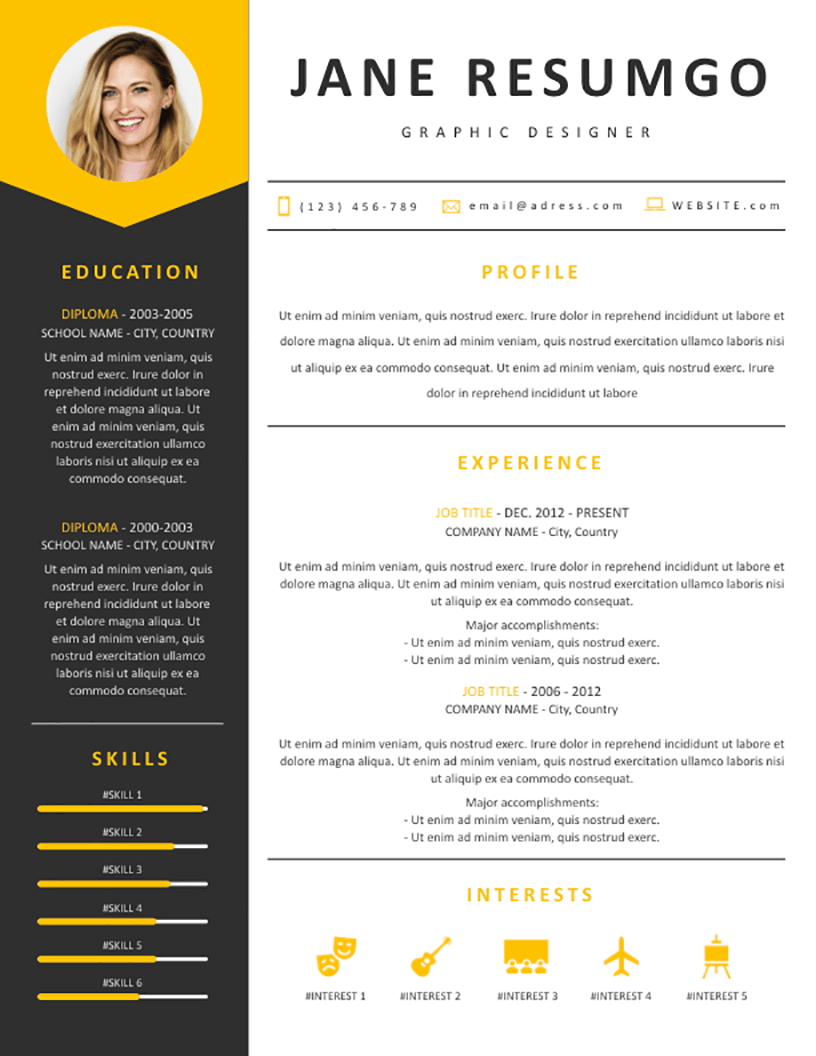 JANE RESUMGO
GRAPHIC DESIGNER
(123) 456-789
email@adress.com
WEBSITE.com
EDUCATION
DIPLOMA - 2003-2005
SCHOOL NAME - CITY, COUNTRY
Ut enim ad minim veniam, quis
nostrud exerc. Irure dolor in
reprehend incididunt ut labore
et dolore magna aliqua. Ut
enim ad minim veniam, quis
nostrud exercitation ullamco
laboris nisi ut aliquip ex ea
commodo consequat.
DIPLOMA - 2000-2003
SCHOOL NAME - CITY, COUNTRY
Ut enim ad minim veniam, quis
nostrud exerc. Irure dolor in
reprehend incididunt ut labore
et dolore magna aliqua. Ut
enim ad minim veniam, quis
nostrud exercitation ullamco
laboris nisi ut aliquip ex ea
commodo consequat.
SKILLS
#SKILL 1
#SKILL 2
#SKILL 3
#SKILL 4
#SKILL 5
#SKILL 6
PROFILE
Ut enim ad minim veniam, quis nostrud exerc. Irure dolor in reprehend incididunt ut labore et
dolore magna aliqua. Ut enim ad minim veniam, quis nostrud exercitation ullamco laboris nisi
ut aliquip ex ea commodo consequat. Ut enim ad minim veniam, quis nostrud exerc. Irure
dolor in reprehend incididunt ut labore
EXPERIENCE
JOB TITLE - DEC. 2012 - PRESENT
COMPANY NAME - City, Country
Ut enim ad minim veniam, quis nostrud exerc. Irure dolor in reprehend incididunt ut labore et
dolore magna aliqua. Ut enim ad minim veniam, quis nostrud exercitation ullamco laboris nisi
ut aliquip ex ea commodo consequat.
Major accomplishments:
- Ut enim ad minim veniam, quis nostrud exerc.
- Ut enim ad minim veniam, quis nostrud exerc.
JOB TITLE - 2006 - 2012
COMPANY NAME - City, Country
Ut enim ad minim veniam, quis nostrud exerc. Irure dolor in reprehend incididunt ut labore et
dolore magna aliqua. Ut enim ad minim veniam, quis nostrud exercitation ullamco laboris nisi
ut aliquip ex ea commodo consequat.
Major accomplishments:
- Ut enim ad minim veniam, quis nostrud exerc.
- Ut enim ad minim veniam, quis nostrud exerc.
INTERESTS
#INTEREST 1
#INTEREST 2
#INTEREST 3
#INTEREST 4
#INTEREST 5